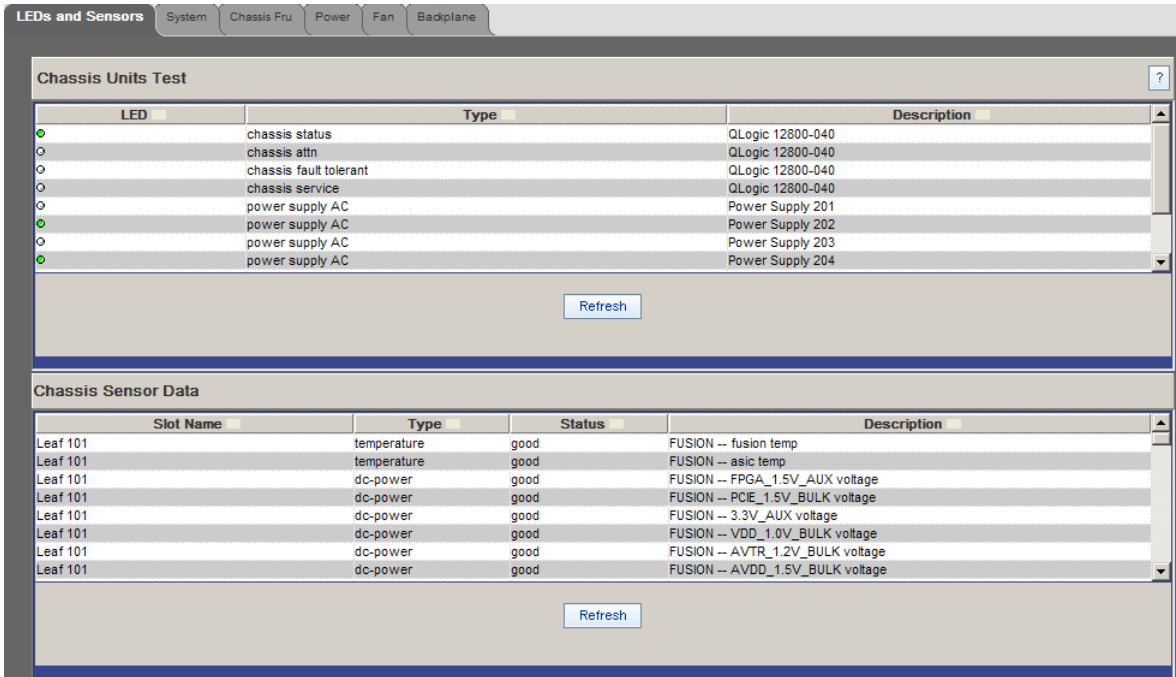 LEDs and Sensors System Chassis Fru Power Fan Backplane
Chassis Units Test ?
LED Type Description
chassis status QLogic 12800-040
chassis attn QLogic 12800-040
chassis fault tolerant QLogic 12800-040
chassis service QLogic 12800-040
power supply AC Power Supply 201
power supply AC Power Supply 202
power supply AC Power Supply 203
power supply AC Power Supply 204
Refresh
Chassis Sensor Data
Slot Name Type Status Description
Leaf 101 temperature good FUSION -- fusion temp
Leaf 101 temperature good FUSION -- asic temp
Leaf 101 dc-power good FUSION -- FPGA_1.5V_AUX voltage
Leaf 101 dc-power good FUSION -- PCIE_1.5V_BULK voltage
Leaf 101 dc-power good FUSION -- 3.3V_AUX voltage
Leaf 101 dc-power good FUSION -- VDD_1.0V_BULK voltage
Leaf 101 dc-power good FUSION -- AVTR_1.2V_BULK voltage
Leaf 101 dc-power good FUSION -- AVDD_1.5V_BULK voltage
Refresh